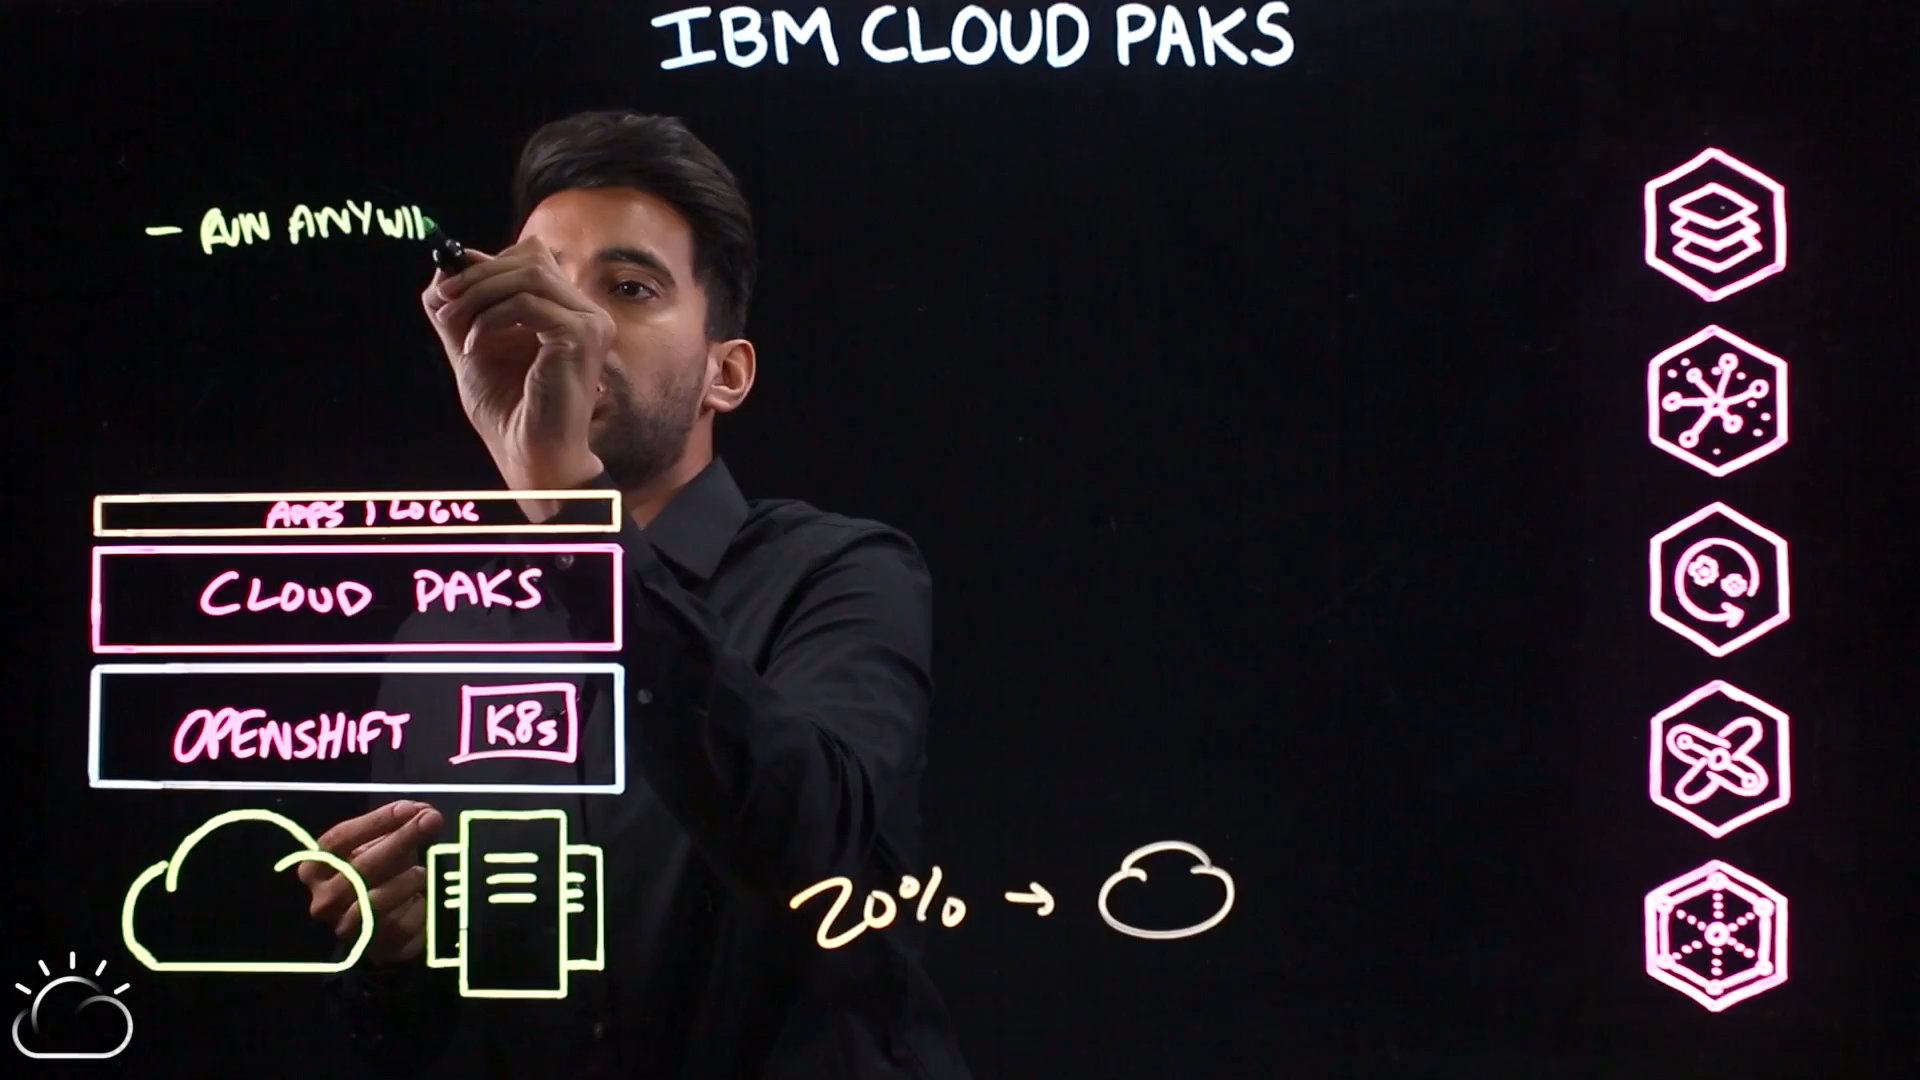 IBM CLOUD PAKS
- RUN ANYWH
APPS / LOGIC
CLOUD PAKS
OPENSHIFT K8s
20% →